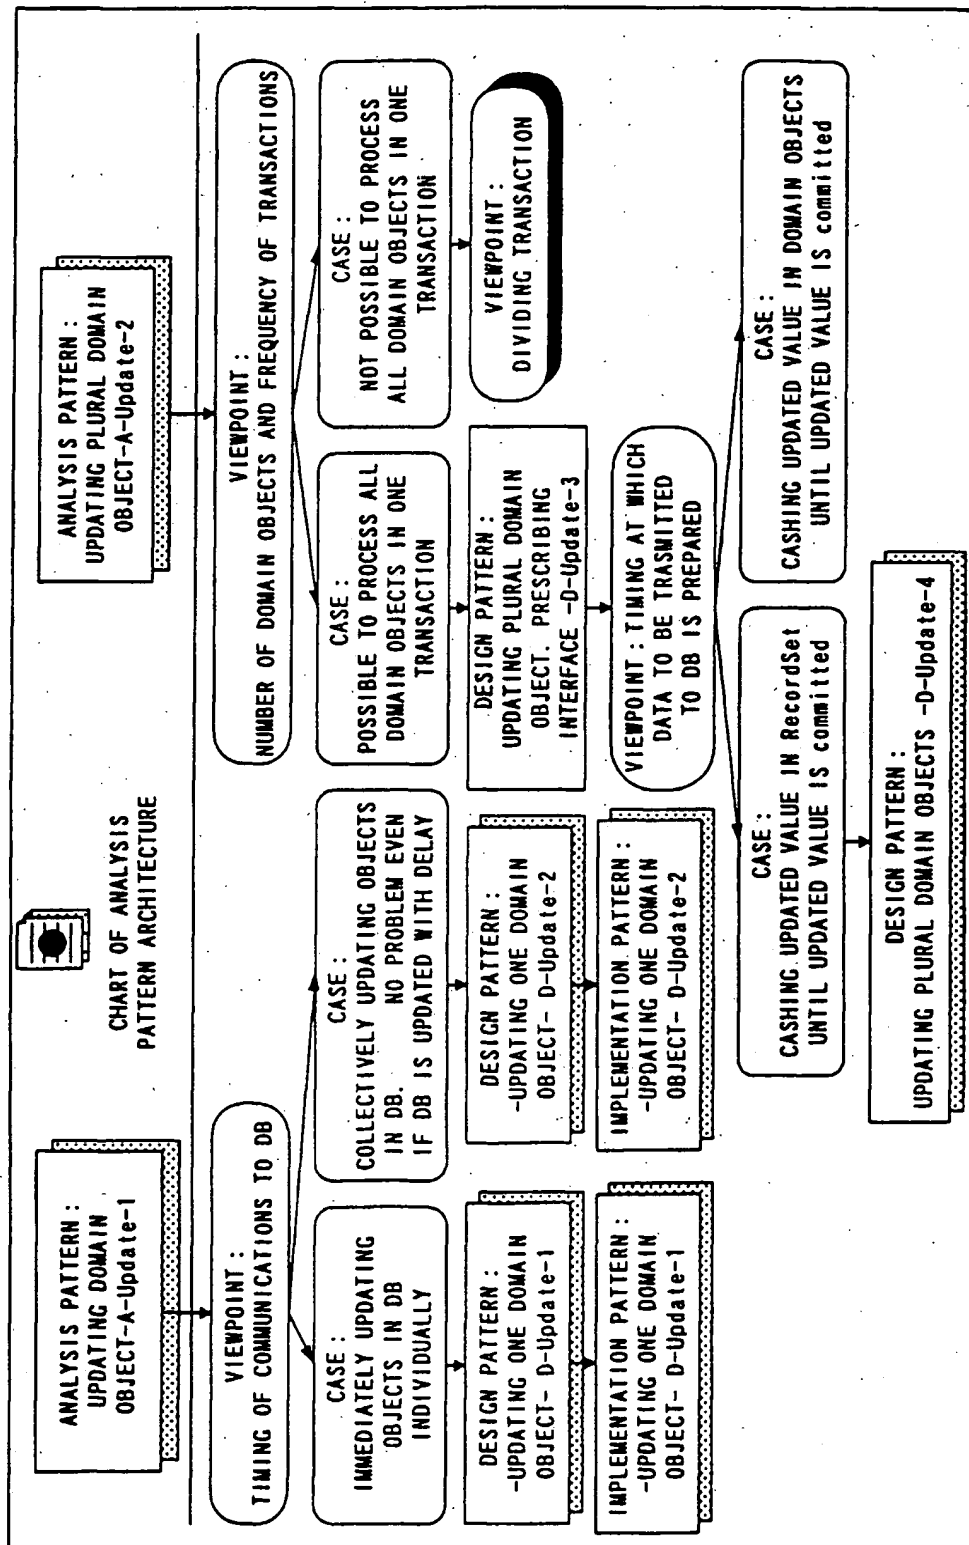 CHART OF ANALYSIS
PATTERN ARCHITECTURE
ANALYSIS PATTERN:
UPDATING DOMAIN
OBJECT-A-Update-1
VIEWPOINT:
TIMING OF COMMUNICATIONS TO DB
CASE:
IMMEDIATELY UPDATING
OBJECTS IN DB
INDIVIDUALLY
DESIGN PATTERN:
-UPDATING ONE DOMAIN
OBJECT- D-Update-1
IMPLEMENTATION PATTERN:
-UPDATING ONE DOMAIN
OBJECT- D-Update-1
CASE:
COLLECTIVELY UPDATING OBJECTS
IN DB. NO PROBLEM EVEN
IF DB IS UPDATED WITH DELAY
DESIGN PATTERN:
-UPDATING ONE DOMAIN
OBJECT- D-Update-2
IMPLEMENTATION PATTERN:
-UPDATING ONE DOMAIN
OBJECT- D-Update-2
ANALYSIS PATTERN:
UPDATING PLURAL DOMAIN
OBJECT-A-Update-2
VIEWPOINT:
NUMBER OF DOMAIN OBJECTS AND FREQUENCY OF TRANSACTIONS
CASE:
POSSIBLE TO PROCESS ALL
DOMAIN OBJECTS IN ONE
TRANSACTION
DESIGN PATTERN:
UPDATING PLURAL DOMAIN
OBJECT. PRESCRIBING
INTERFACE -D-Update-3
VIEWPOINT: TIMING AT WHICH
DATA TO BE TRASMITTED
TO DB IS PREPARED
CASE:
CASHING UPDATED VALUE IN RecordSet
UNTIL UPDATED VALUE IS committed
DESIGN PATTERN:
UPDATING PLURAL DOMAIN OBJECTS -D-Update-4
CASE:
CASHING UPDATED VALUE IN DOMAIN OBJECTS
UNTIL UPDATED VALUE IS committed
CASE:
NOT POSSIBLE TO PROCESS
ALL DOMAIN OBJECTS IN ONE
TRANSACTION
VIEWPOINT:
DIVIDING TRANSACTION